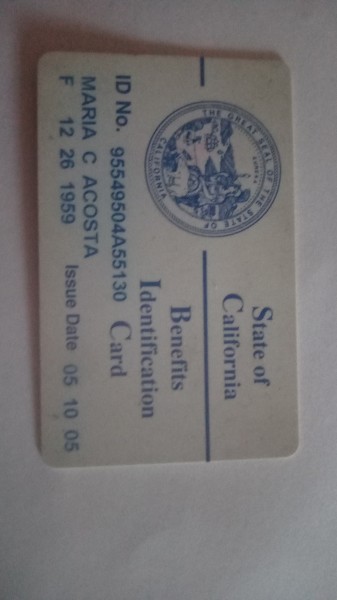 State of
California
Benefits
Identification
Card
THE GREAT SEAL OF THE STATE OF CALIFORNIA
EUREKA
ID No. 95549504A55130
MARIA C ACOSTA
F 12 26 1959 Issue Date 05 10 05